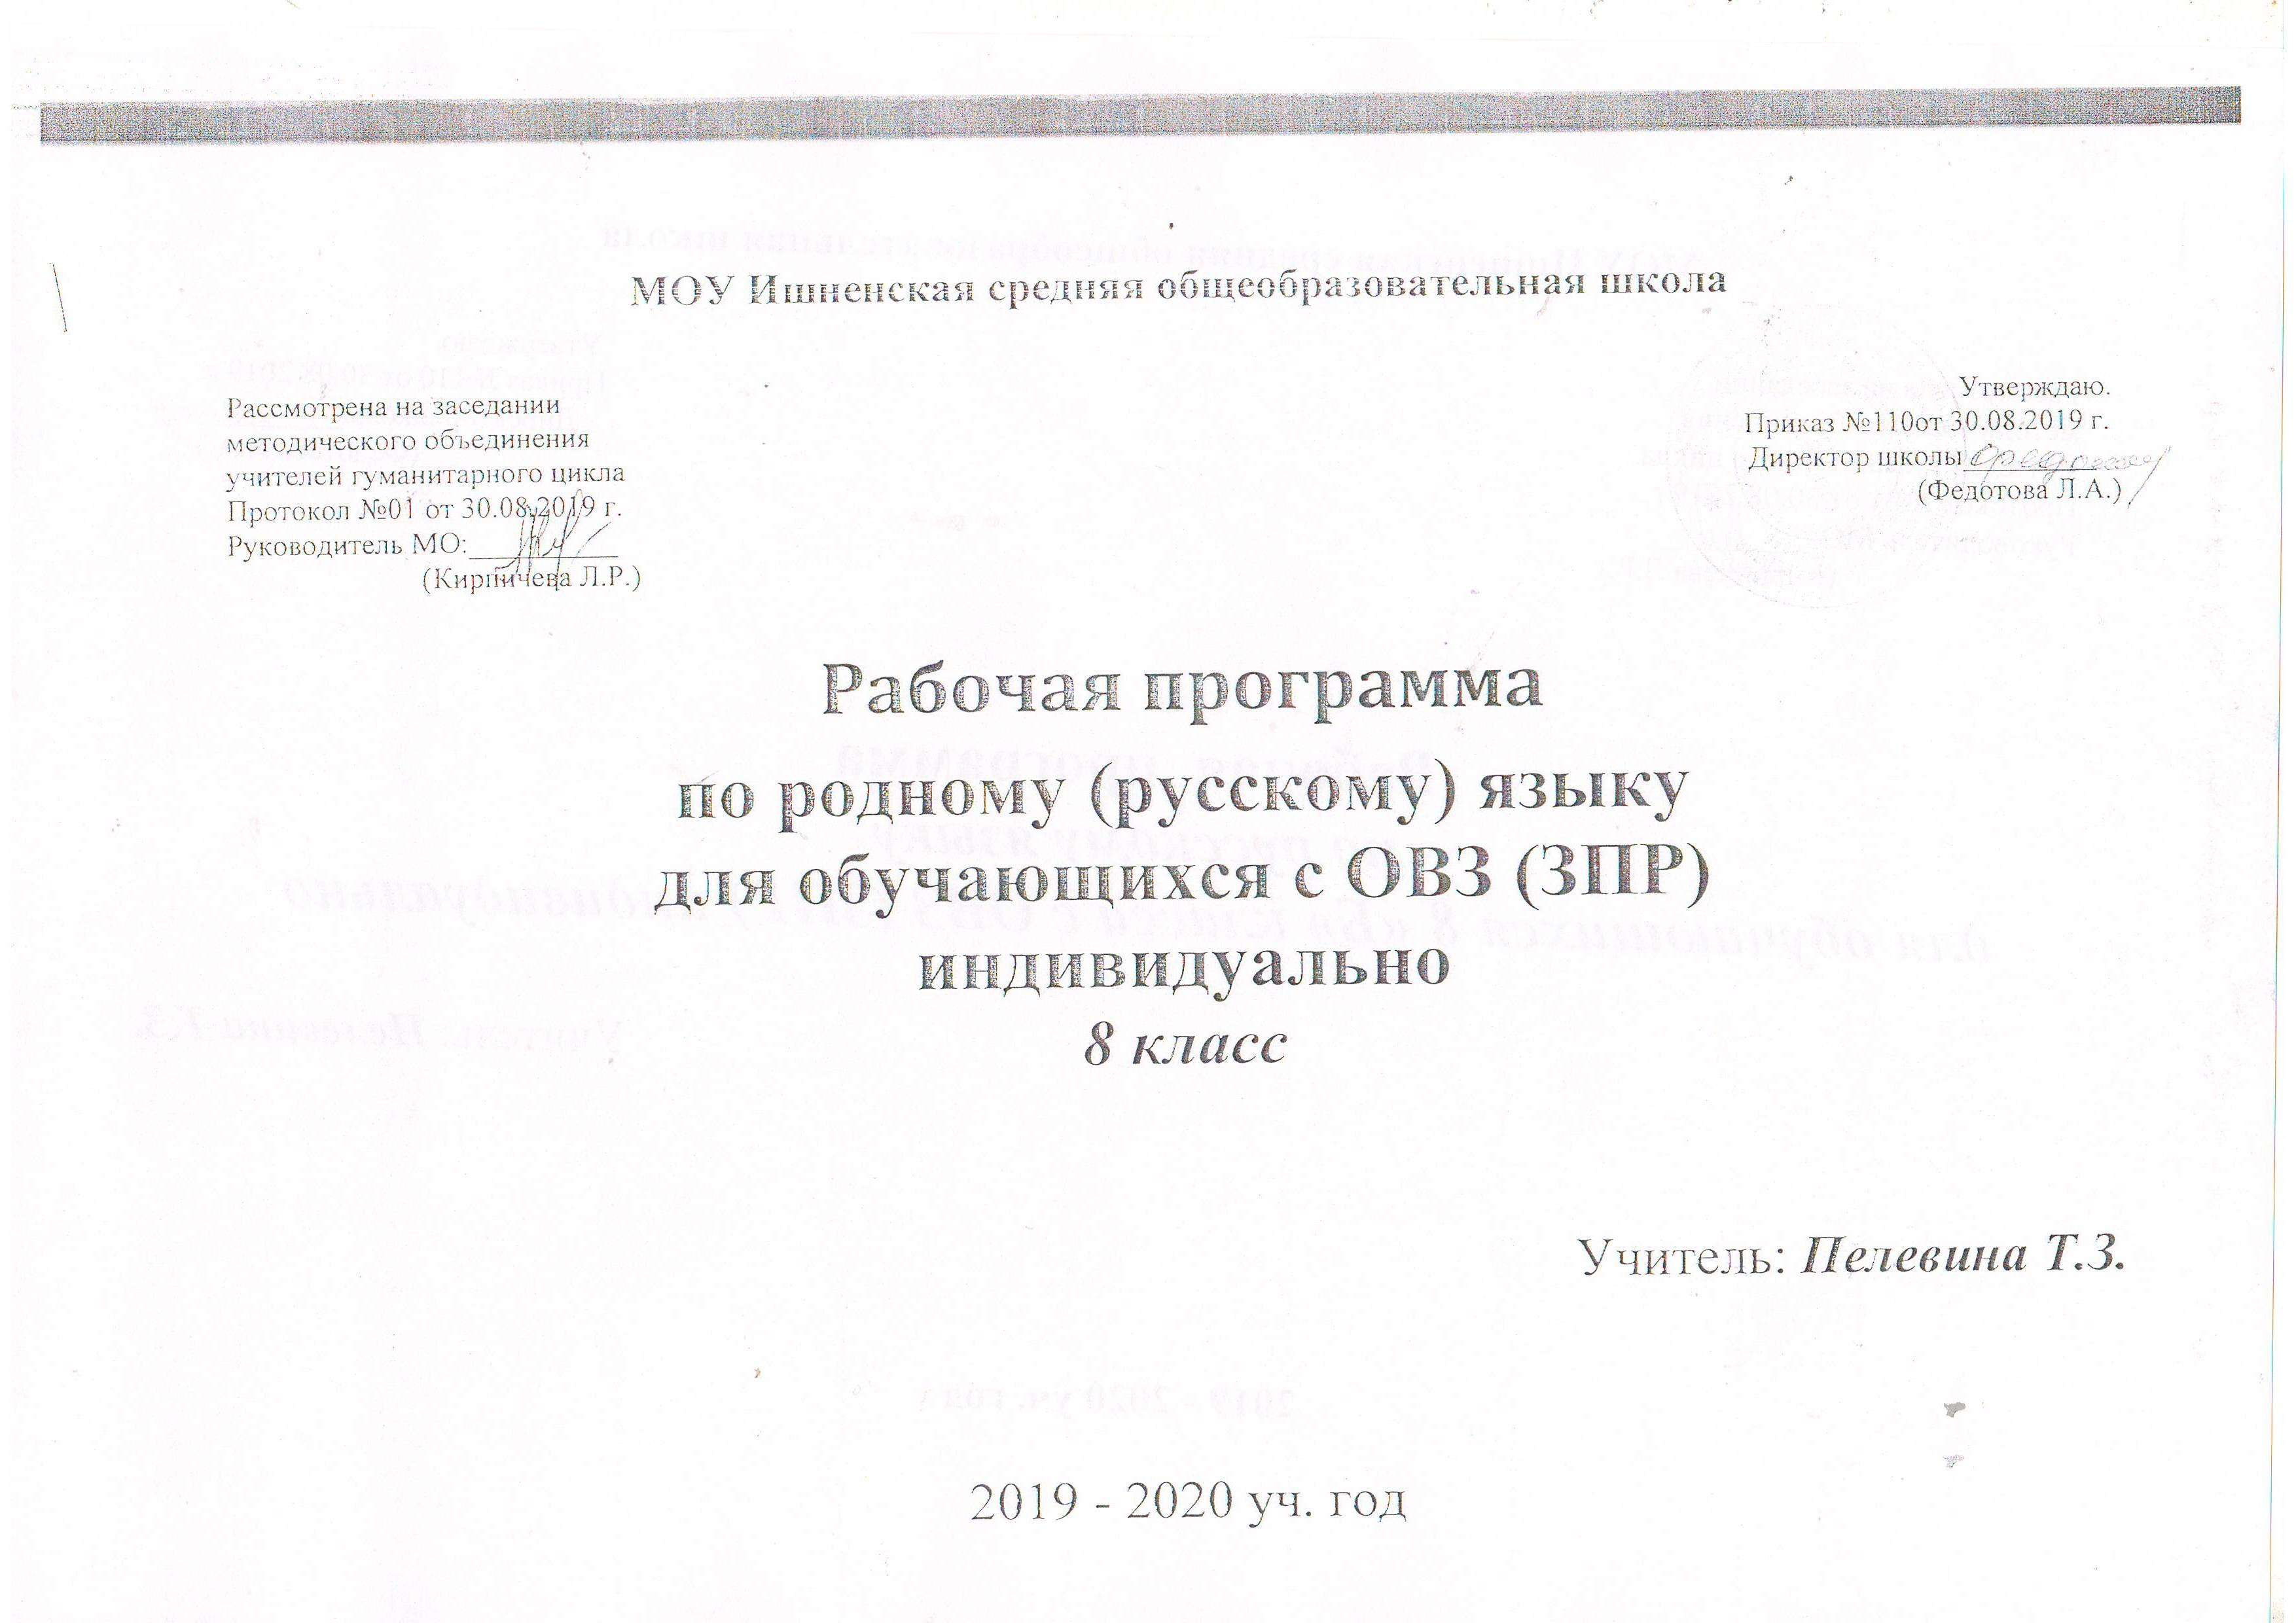 МОУ Ишненская средняя общеобразовательная школа
Рассмотрена на заседании
методического объединения
учителей гуманитарного цикла
Протокол №01 от 30.08.2019 г.
Руководитель МО:____________
(Кирпичева Л.Р.)
Утверждаю.
Приказ №110от 30.08.2019 г.
Директор школы___________
(Федотова Л.А.)
Рабочая программа
по родному (русскому) языку
для обучающихся с ОВЗ (ЗПР)
индивидуально
8 класс
Учитель: Пелевина Т.З.
2019 - 2020 уч. год